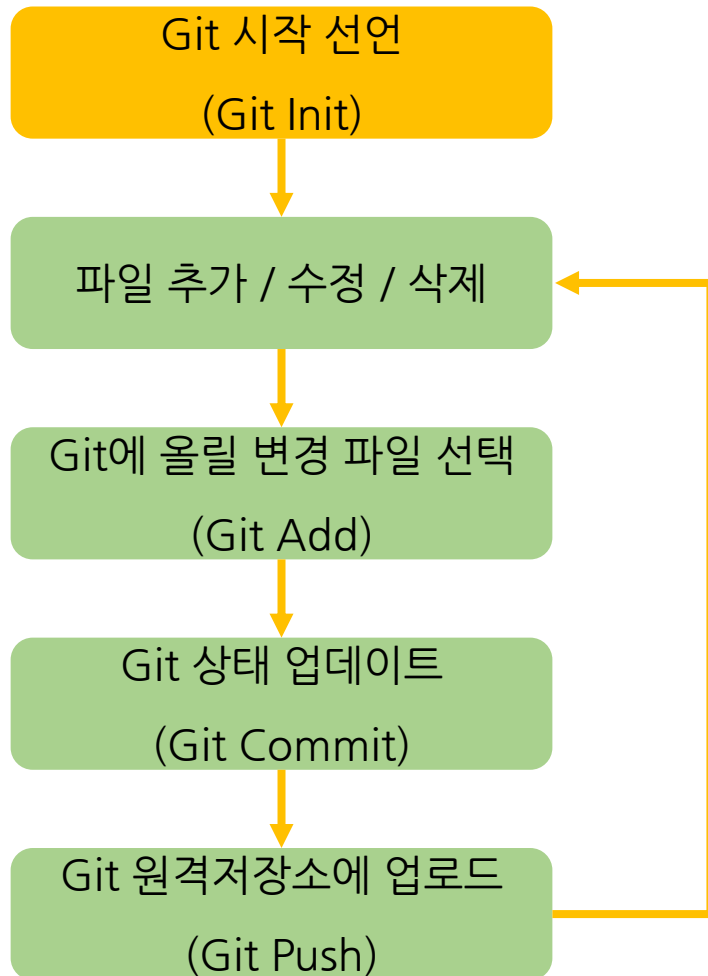 Git 시작 선언
(Git Init)
파일 추가 / 수정 / 삭제
Git에 올릴 변경 파일 선택
(Git Add)
Git 상태 업데이트
(Git Commit)
Git 원격저장소에 업로드
(Git Push)